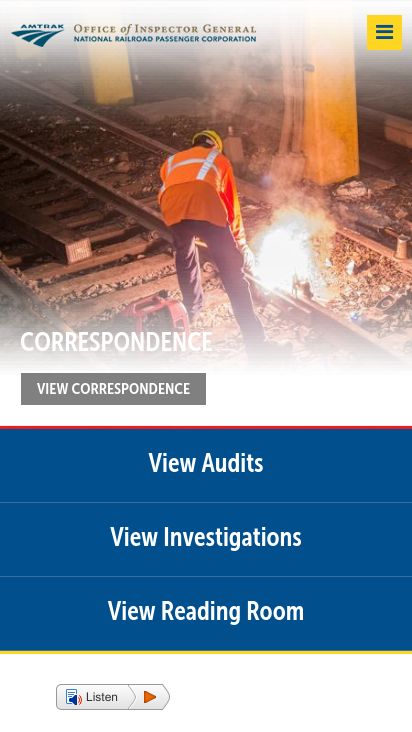 AMTRAK
Office of Inspector General
NATIONAL RAILROAD PASSENGER CORPORATION
CORRESPONDENCE
VIEW CORRESPONDENCE
View Audits
View Investigations
View Reading Room
Listen